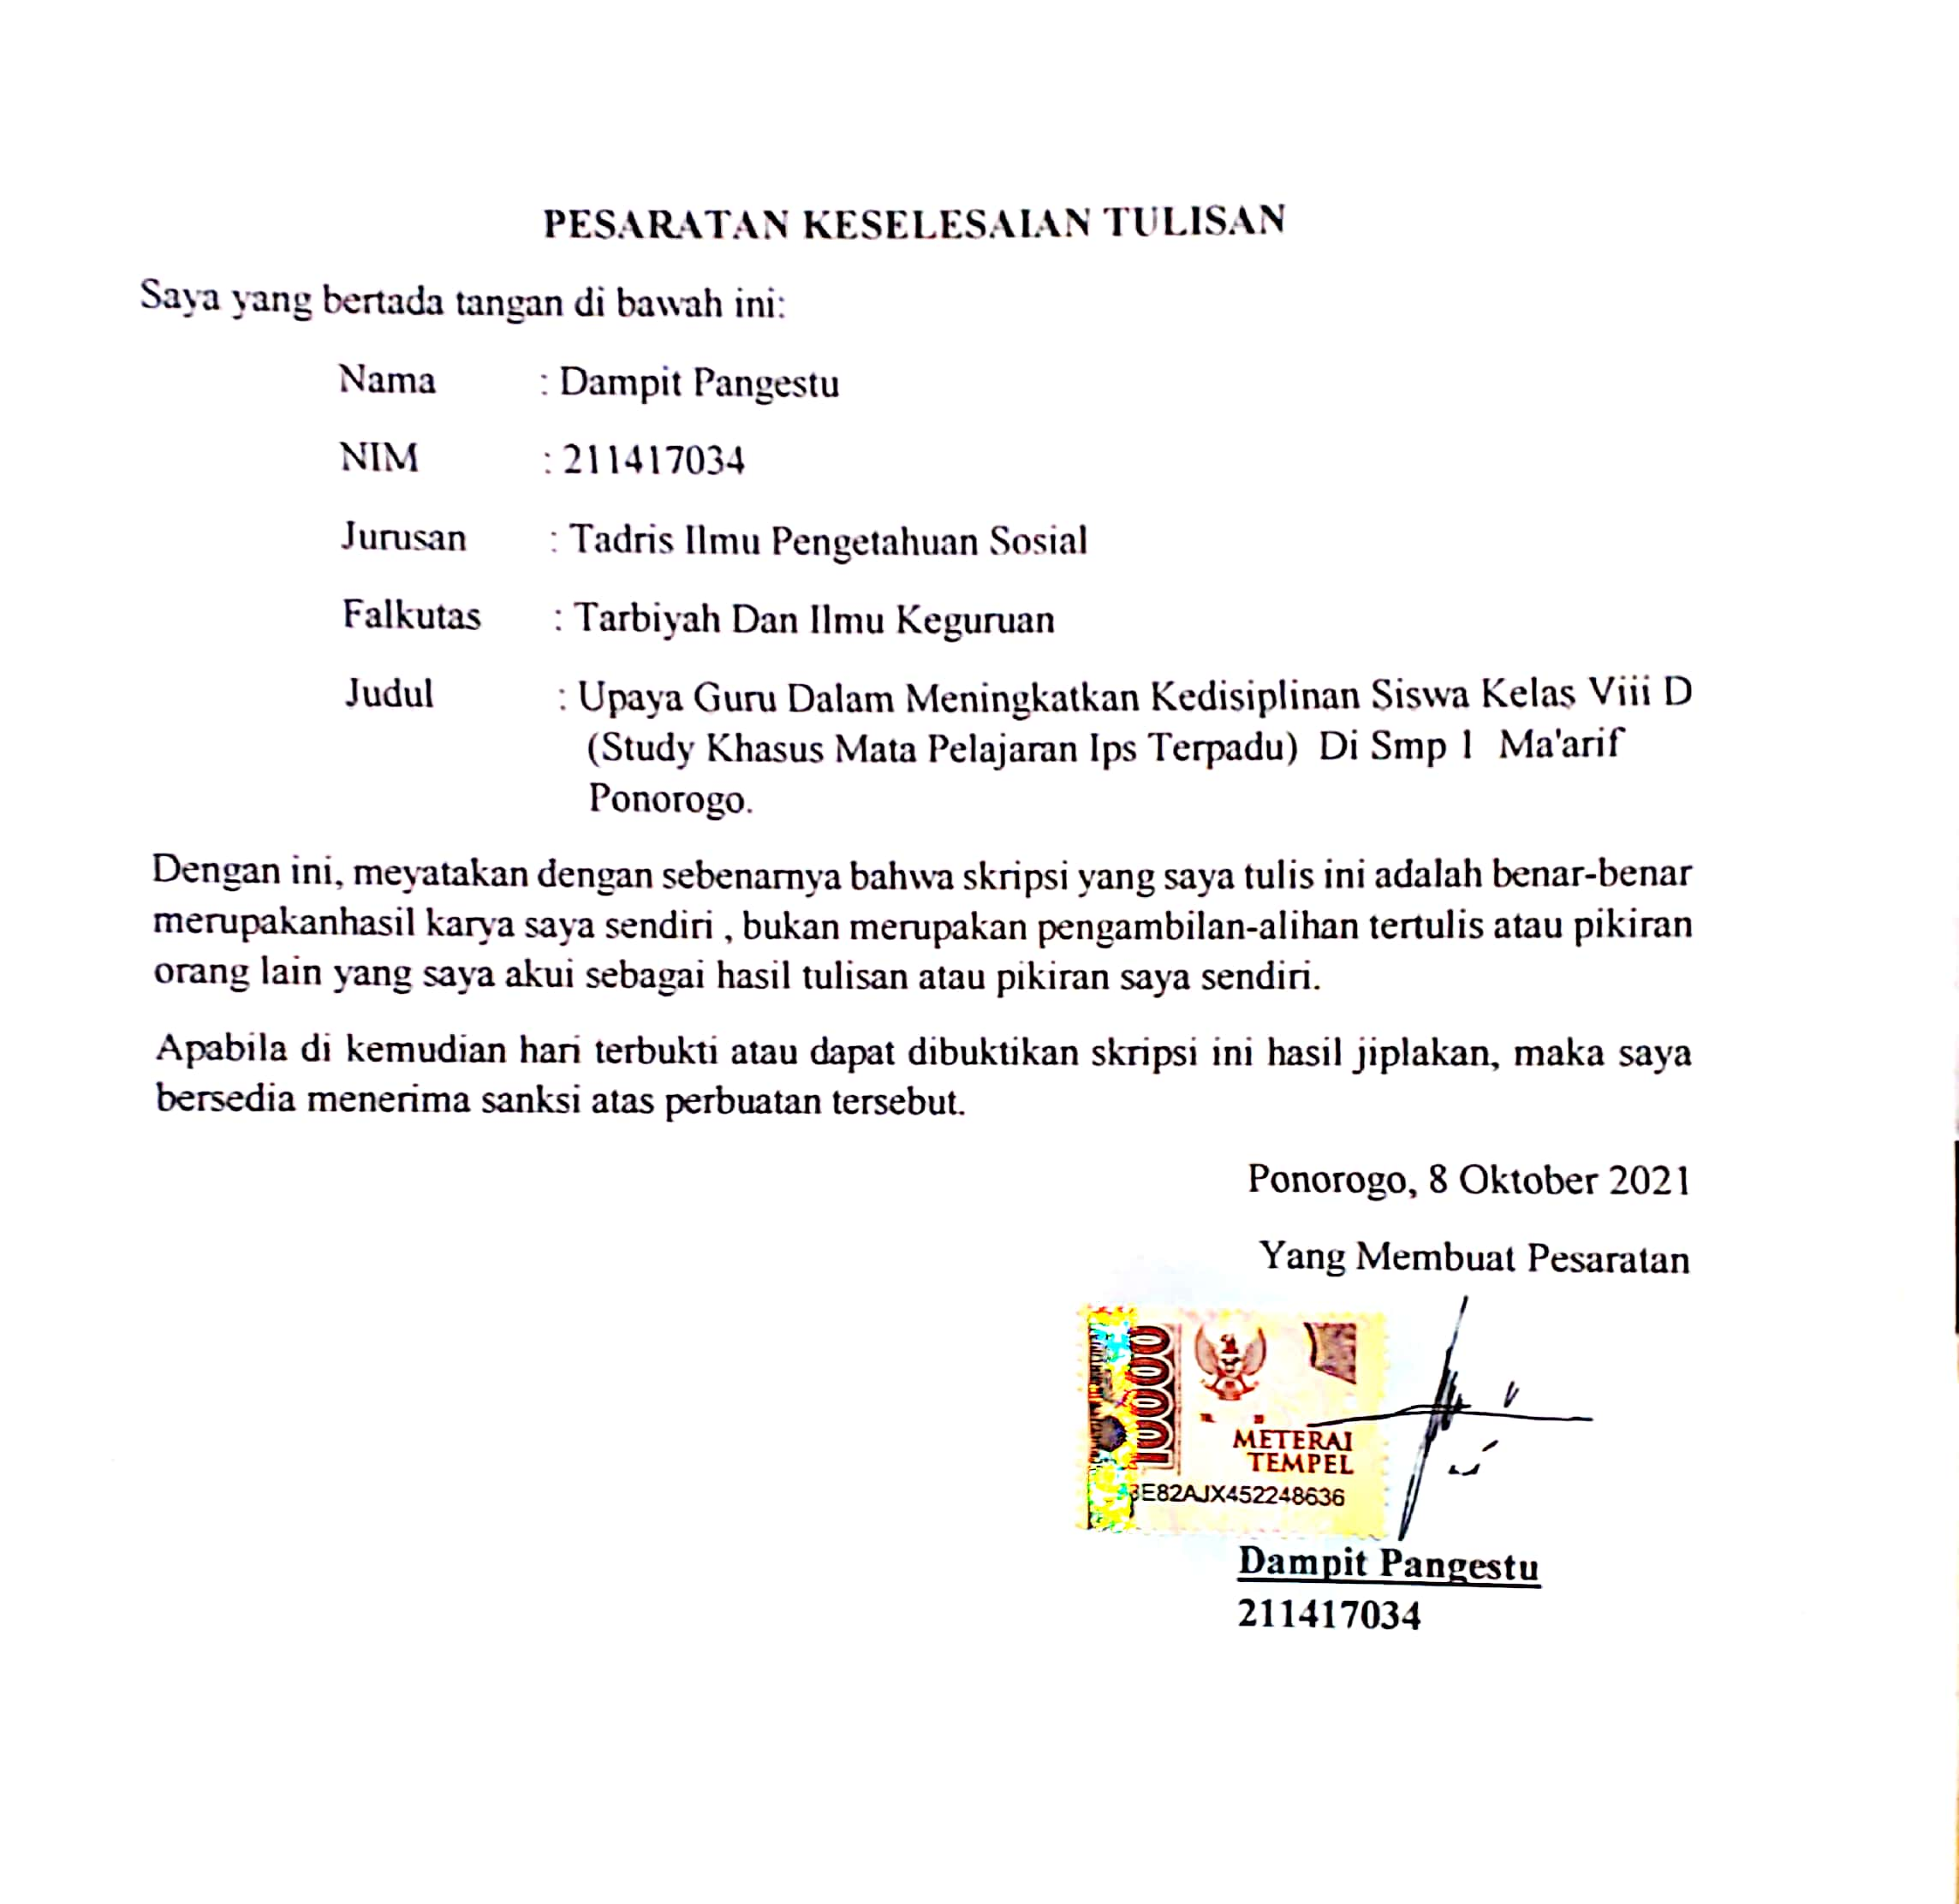 PESARATAN KESELESAIAN TULISAN
Saya yang bertada tangan di bawah ini:
Nama : Dampit Pangestu
NIM : 211417034
Jurusan : Tadris Ilmu Pengetahuan Sosial
Falkutas : Tarbiyah Dan Ilmu Keguruan
Judul : Upaya Guru Dalam Meningkatkan Kedisiplinan Siswa Kelas Viii D
(Study Khasus Mata Pelajaran Ips Terpadu) Di Smp 1 Ma'arif
Ponorogo.
Dengan ini, meyatakan dengan sebenarnya bahwa skripsi yang saya tulis ini adalah benar-benar
merupakanhasil karya saya sendiri , bukan merupakan pengambilan-alihan tertulis atau pikiran
orang lain yang saya akui sebagai hasil tulisan atau pikiran saya sendiri.
Apabila di kemudian hari terbukti atau dapat dibuktikan skripsi ini hasil jiplakan, maka saya
bersedia menerima sanksi atas perbuatan tersebut.
Ponorogo, 8 Oktober 2021
Yang Membuat Pesaratan
10000
METERAI
TEMPEL
3E82AJX452248636
Dampit Pangestu
211417034